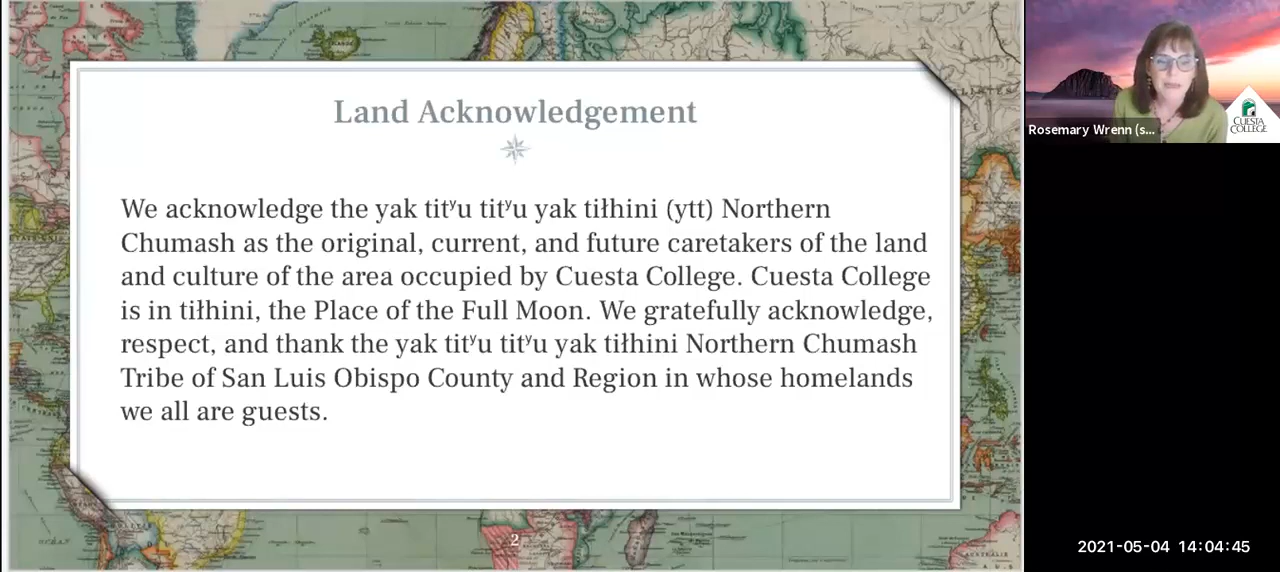 Land Acknowledgement
We acknowledge the yak titʸu titʸu yak tiłhini (ytt) Northern
Chumash as the original, current, and future caretakers of the land
and culture of the area occupied by Cuesta College. Cuesta College
is in tiłhini, the Place of the Full Moon. We gratefully acknowledge,
respect, and thank the yak titʸu titʸu yak tiłhini Northern Chumash
Tribe of San Luis Obispo County and Region in whose homelands
we all are guests.
2
CUESTA
COLLEGE
Rosemary Wrenn (s...
2021-05-04 14:04:45